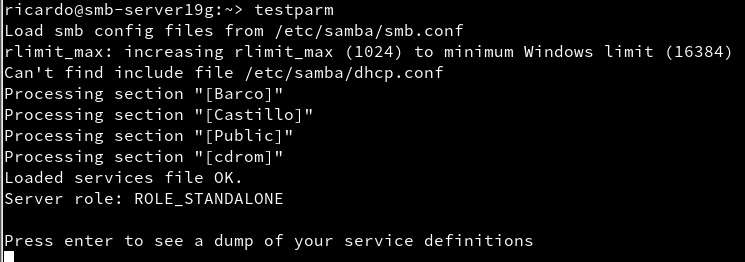 ricardo@smb-server19g:~> testparm
Load smb config files from /etc/samba/smb.conf
rlimit_max: increasing rlimit_max (1024) to minimum Windows limit (16384)
Can't find include file /etc/samba/dhcp.conf
Processing section "[Barco]"
Processing section "[Castillo]"
Processing section "[Public]"
Processing section "[cdrom]"
Loaded services file OK.
Server role: ROLE_STANDALONE
Press enter to see a dump of your service definitions